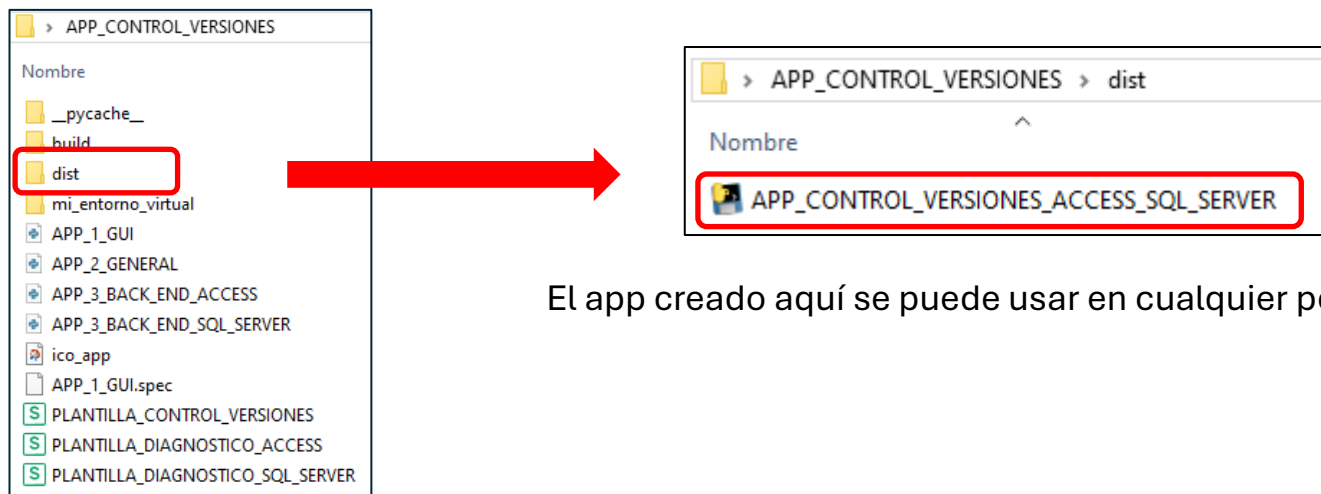 > APP_CONTROL_VERSIONES
Nombre
__pycache__
build
dist
mi_entorno_virtual
APP_1_GUI
APP_2_GENERAL
APP_3_BACK_END_ACCESS
APP_3_BACK_END_SQL_SERVER
ico_app
APP_1_GUI.spec
PLANTILLA_CONTROL_VERSIONES
PLANTILLA_DIAGNOSTICO_ACCESS
PLANTILLA_DIAGNOSTICO_SQL_SERVER
> APP_CONTROL_VERSIONES > dist
Nombre
APP_CONTROL_VERSIONES_ACCESS_SQL_SERVER
El app creado aquí se puede usar en cualquier